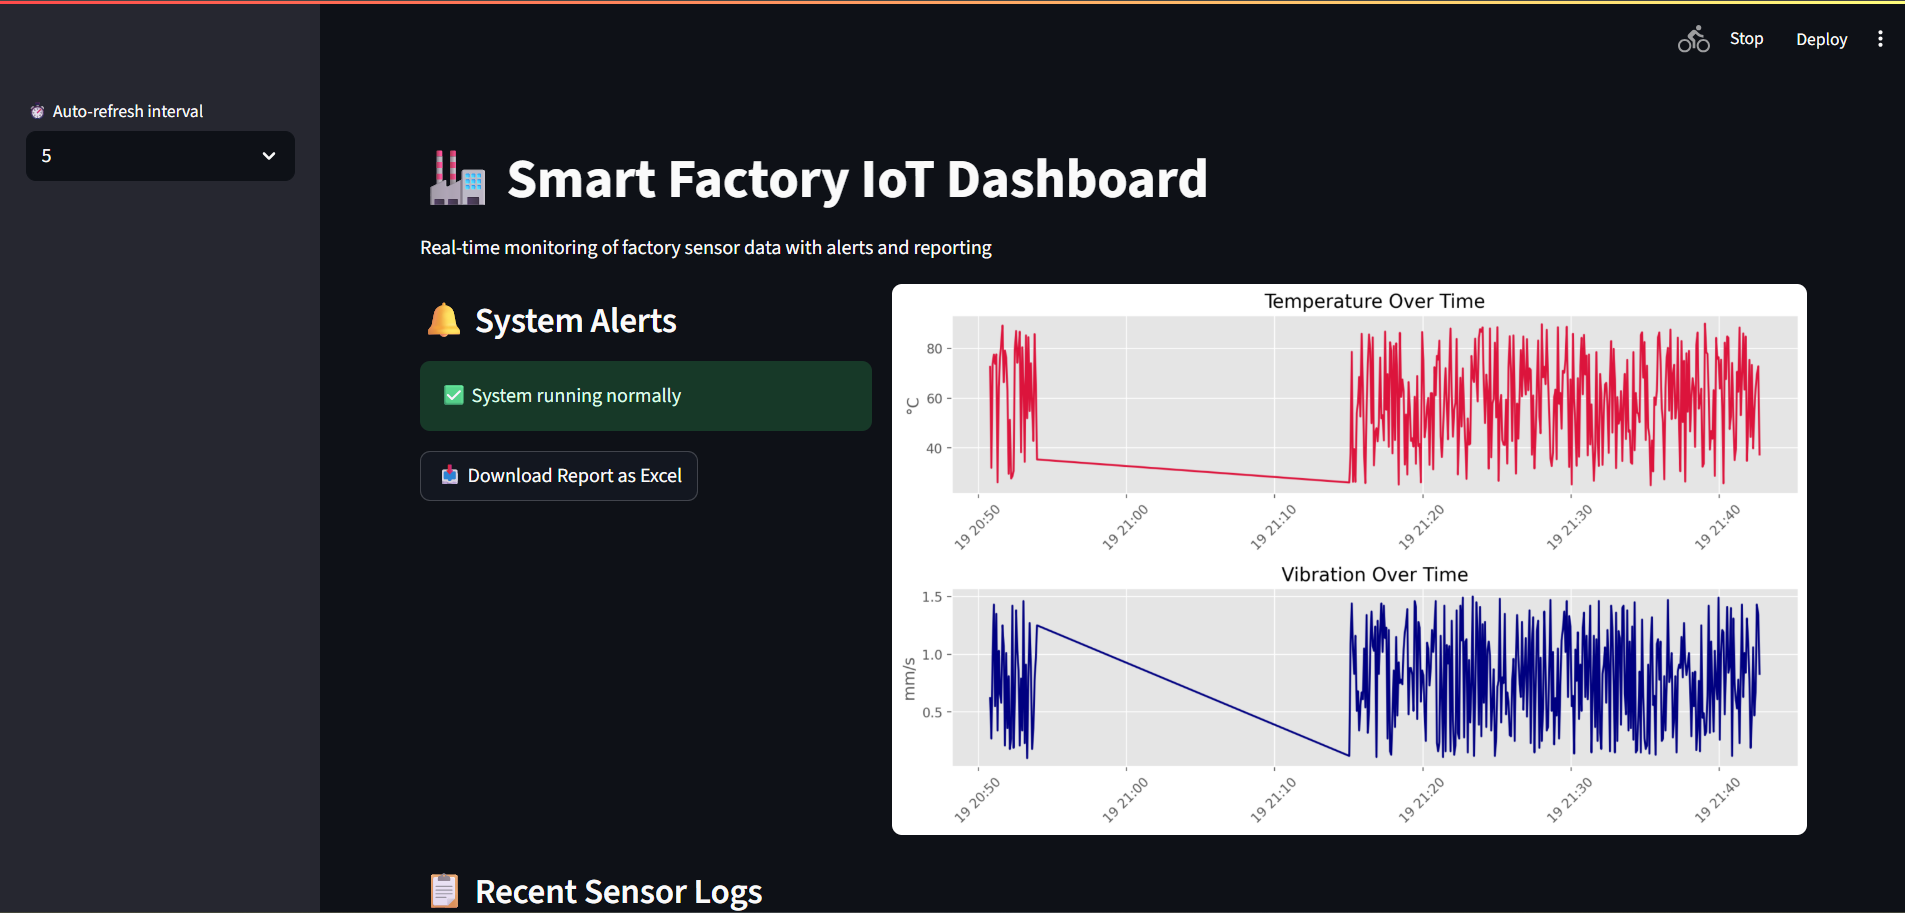 Stop
Deploy
Auto-refresh interval
5
Smart Factory IoT Dashboard
Real-time monitoring of factory sensor data with alerts and reporting
System Alerts
System running normally
Download Report as Excel
Temperature Over Time
80
60
40
°C
19 20:50
19 21:00
19 21:10
19 21:20
19 21:30
19 21:40
Vibration Over Time
1.5
1.0
0.5
mm/s
19 20:50
19 21:00
19 21:10
19 21:20
19 21:30
19 21:40
Recent Sensor Logs